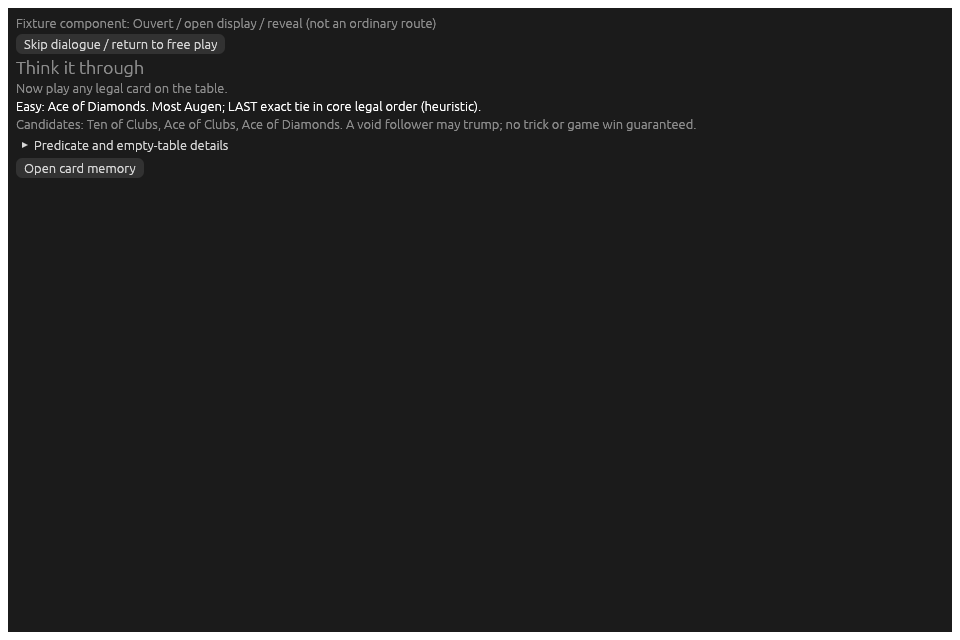 Fixture component: Ouvert / open display / reveal (not an ordinary route)
Skip dialogue / return to free play
Think it through
Now play any legal card on the table.
Easy: Ace of Diamonds. Most Augen; LAST exact tie in core legal order (heuristic).
Candidates: Ten of Clubs, Ace of Clubs, Ace of Diamonds. A void follower may trump; no trick or game win guaranteed.
Predicate and empty-table details
Open card memory